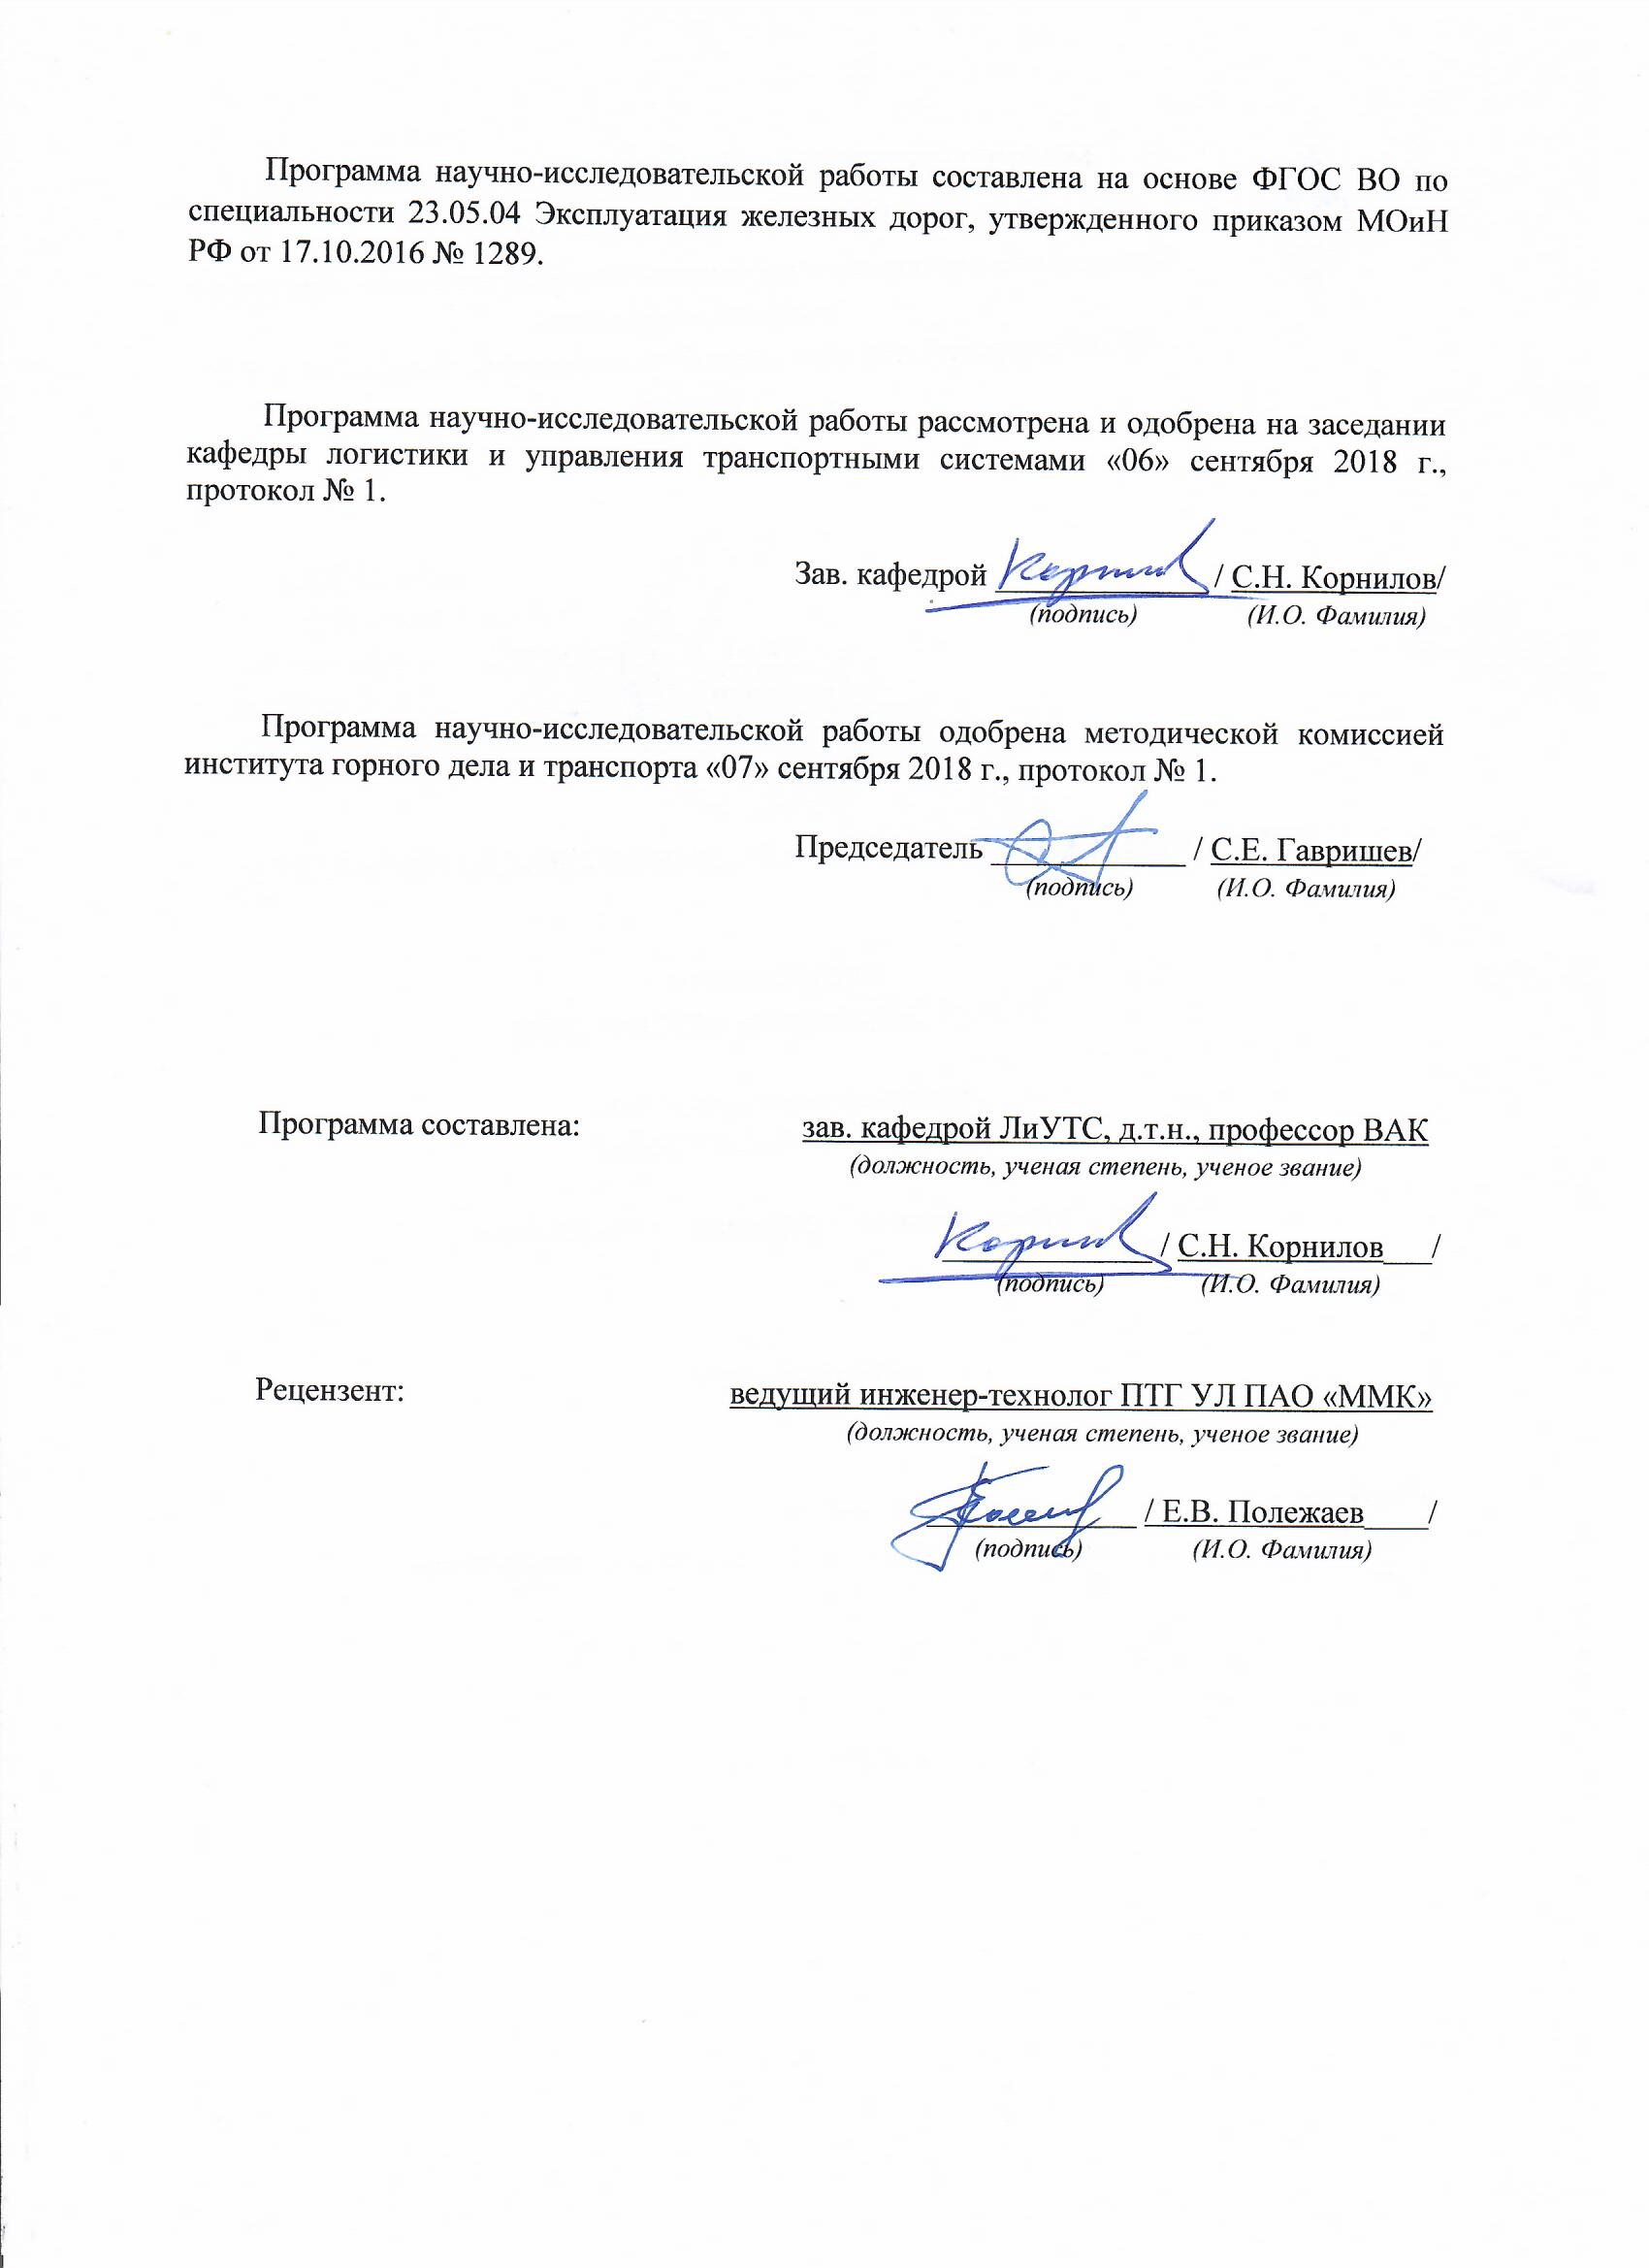 Программа научно-исследовательской работы составлена на основе ФГОС ВО по
специальности 23.05.04 Эксплуатация железных дорог, утвержденного приказом МОиН
РФ от 17.10.2016 № 1289.
Программа научно-исследовательской работы рассмотрена и одобрена на заседании
кафедры логистики и управления транспортными системами «06» сентября 2018 г.,
протокол № 1.
Зав. кафедрой / С.Н. Корнилов/
(подпись) (И.О. Фамилия)
Программа научно-исследовательской работы одобрена методической комиссией
института горного дела и транспорта «07» сентября 2018 г., протокол № 1.
Председатель / С.Е. Гавришев/
(подпись) (И.О. Фамилия)
Программа составлена: зав. кафедрой ЛиУТС, д.т.н., профессор ВАК
(должность, ученая степень, ученое звание)
/ С.Н. Корнилов /
(подпись) (И.О. Фамилия)
Рецензент: ведущий инженер-технолог ПТГ УЛ ПАО «ММК»
(должность, ученая степень, ученое звание)
/ Е.В. Полежаев /
(подпись) (И.О. Фамилия)